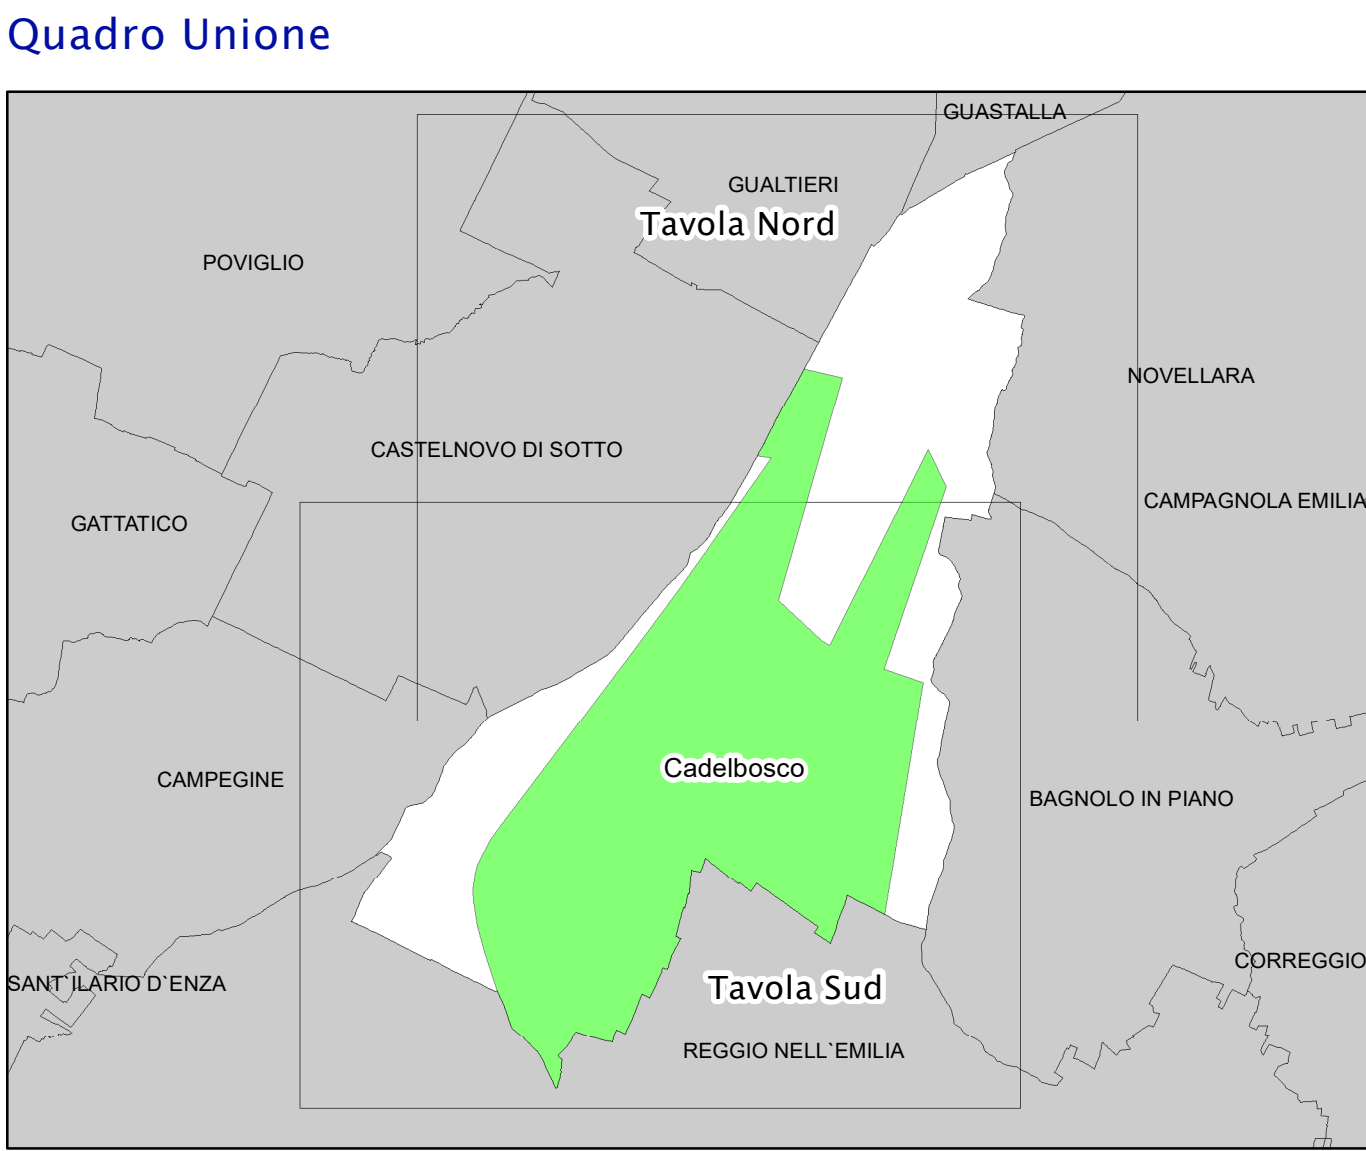 Quadro Unione
GUASTALLA
GUALTIERI
Tavola Nord
POVIGLIO
NOVELLARA
CASTELNOVO DI SOTTO
CAMPAGNOLA EMILIA
GATTATICO
Cadelbosco
CAMPEGINE
BAGNOLO IN PIANO
CORREGGIO
SANT`ILARIO D`ENZA
Tavola Sud
REGGIO NELL`EMILIA